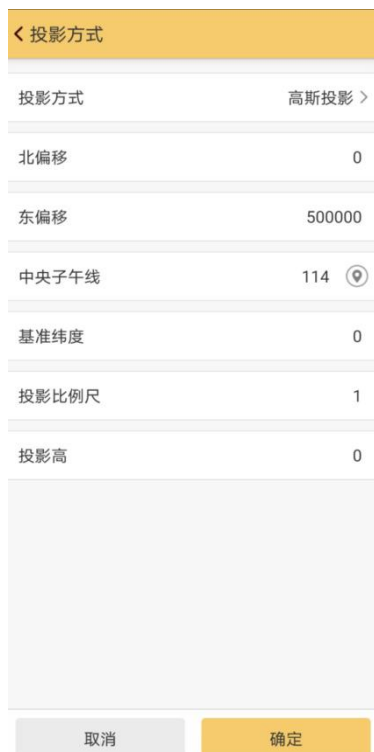 投影方式
投影方式 高斯投影
北偏移 0
东偏移 500000
中央子午线 114
基准纬度 0
投影比例尺 1
投影高 0
取消 确定